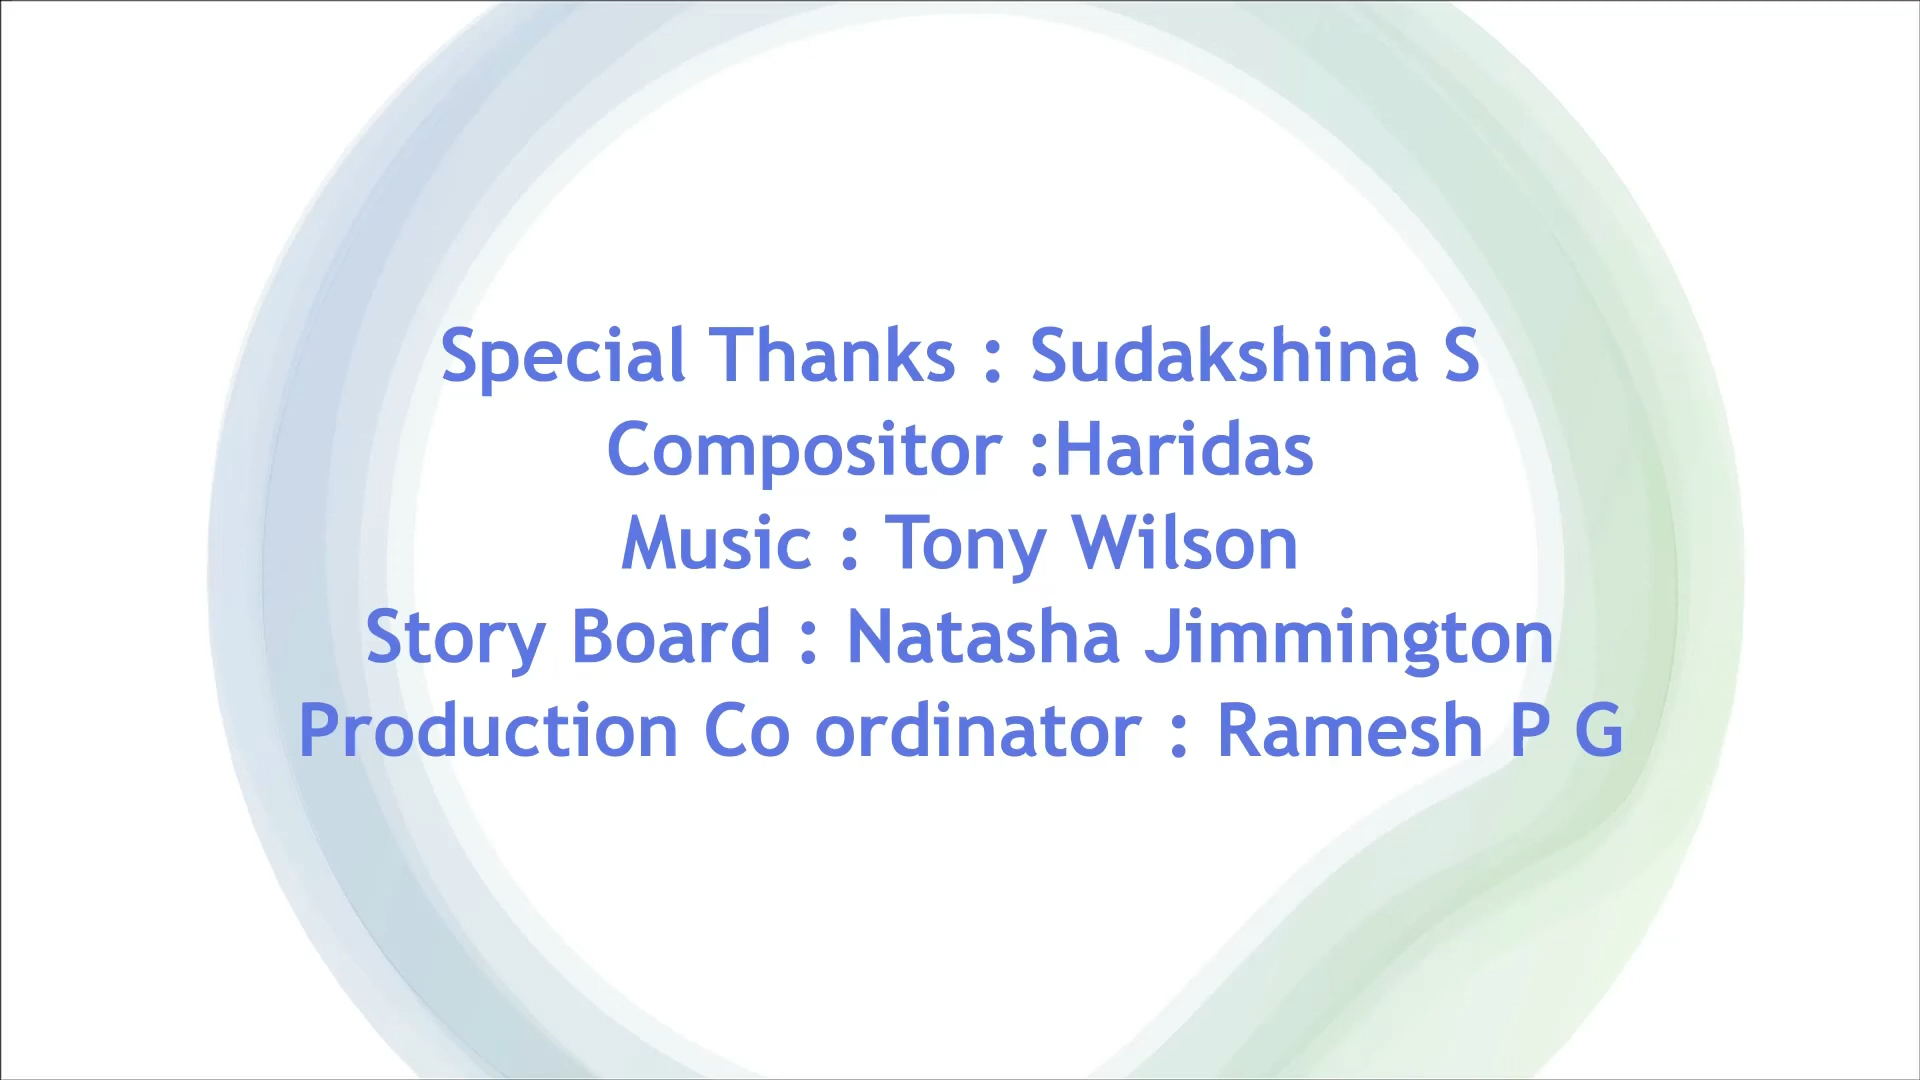 Special Thanks : Sudakshina S
Compositor :Haridas
Music : Tony Wilson
Story Board : Natasha Jimmington
Production Co ordinator : Ramesh P G